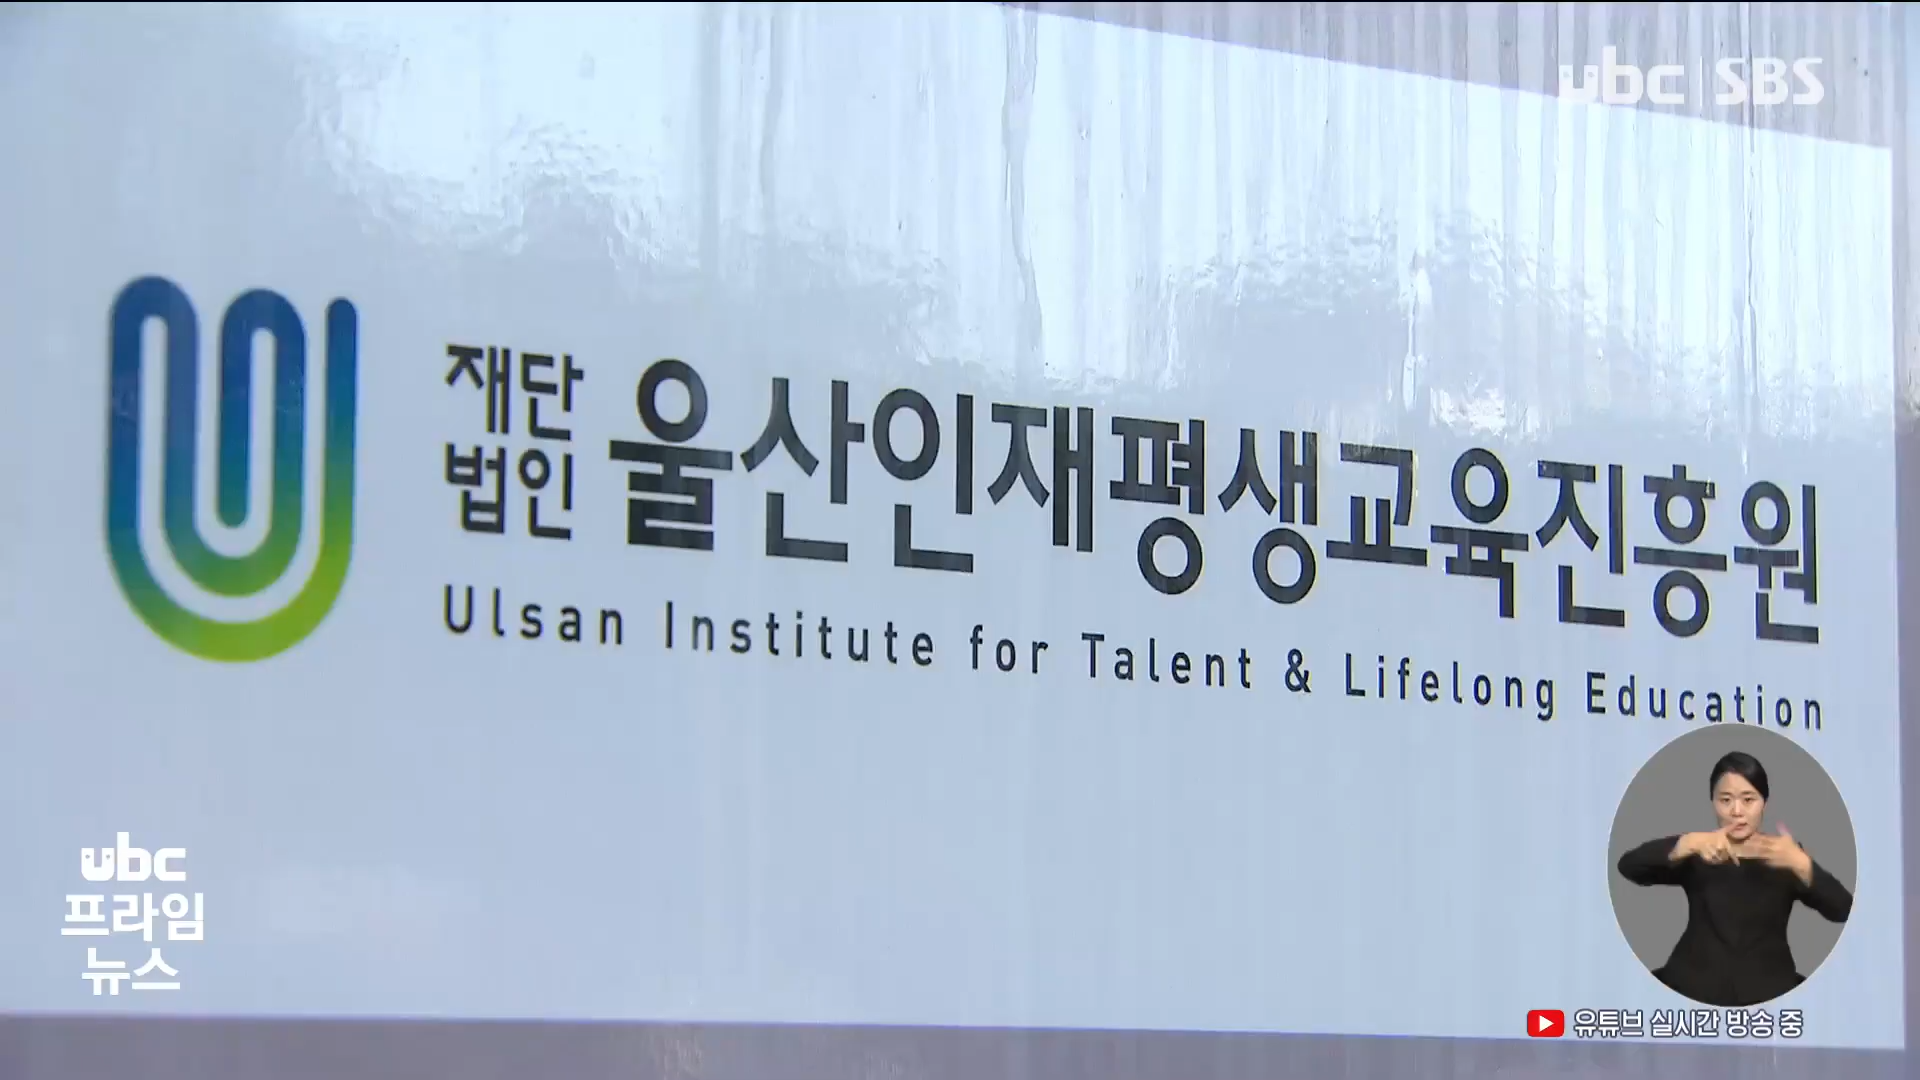 ubc | SBS
재단
법인
울산인재평생교육진흥원
Ulsan Institute for Talent & Lifelong Education
ubc
프라임
뉴스
유튜브 실시간 방송 중